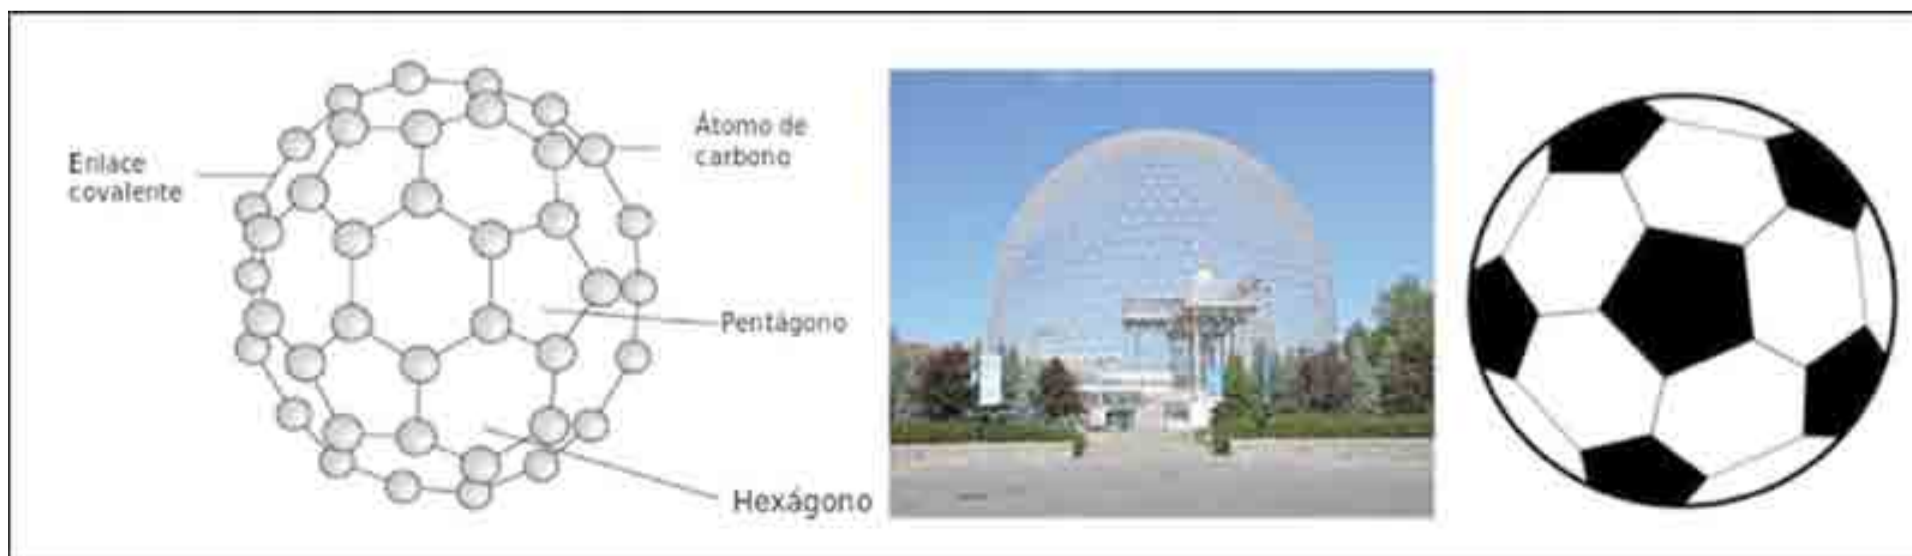 Enlace
covalente
Átomo de
carbono
Pentágono
Hexágono